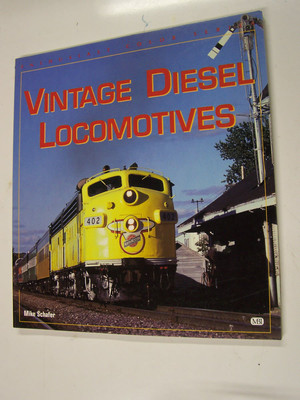 VINTAGE DIESEL
LOCOMOTIVES
402
Mike Schafer
MBI